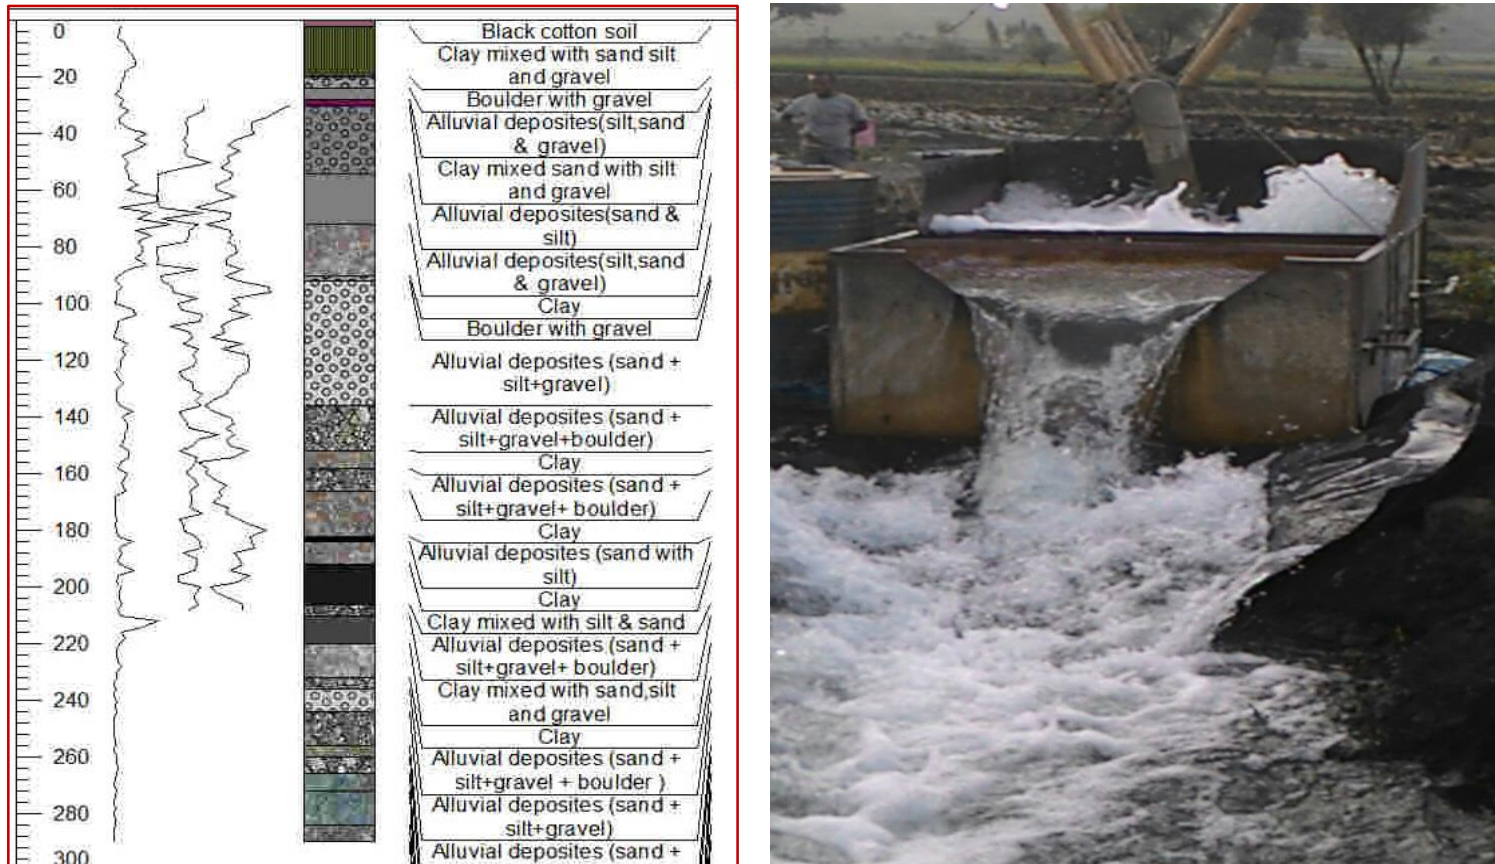 0
20
40
60
80
100
120
140
160
180
200
220
240
260
280
300
Black cotton soil
Clay mixed with sand silt
and gravel
Boulder with gravel
Alluvial deposites(silt,sand
& gravel)
Clay mixed sand with silt
and gravel
Alluvial deposites(sand &
silt)
Alluvial deposites(silt,sand
& gravel)
Clay
Boulder with gravel
Alluvial deposites (sand +
silt+gravel)
Alluvial deposites (sand +
silt+gravel+boulder)
Clay
Alluvial deposites (sand +
silt+gravel+ boulder)
Clay
Alluvial deposites (sand with
silt)
Clay
Clay mixed with silt & sand
Alluvial deposites (sand +
silt+gravel+ boulder)
Clay mixed with sand,silt
and gravel
Clay
Alluvial deposites (sand +
silt+gravel + boulder )
Alluvial deposites (sand +
silt+gravel)
Alluvial deposites (sand +